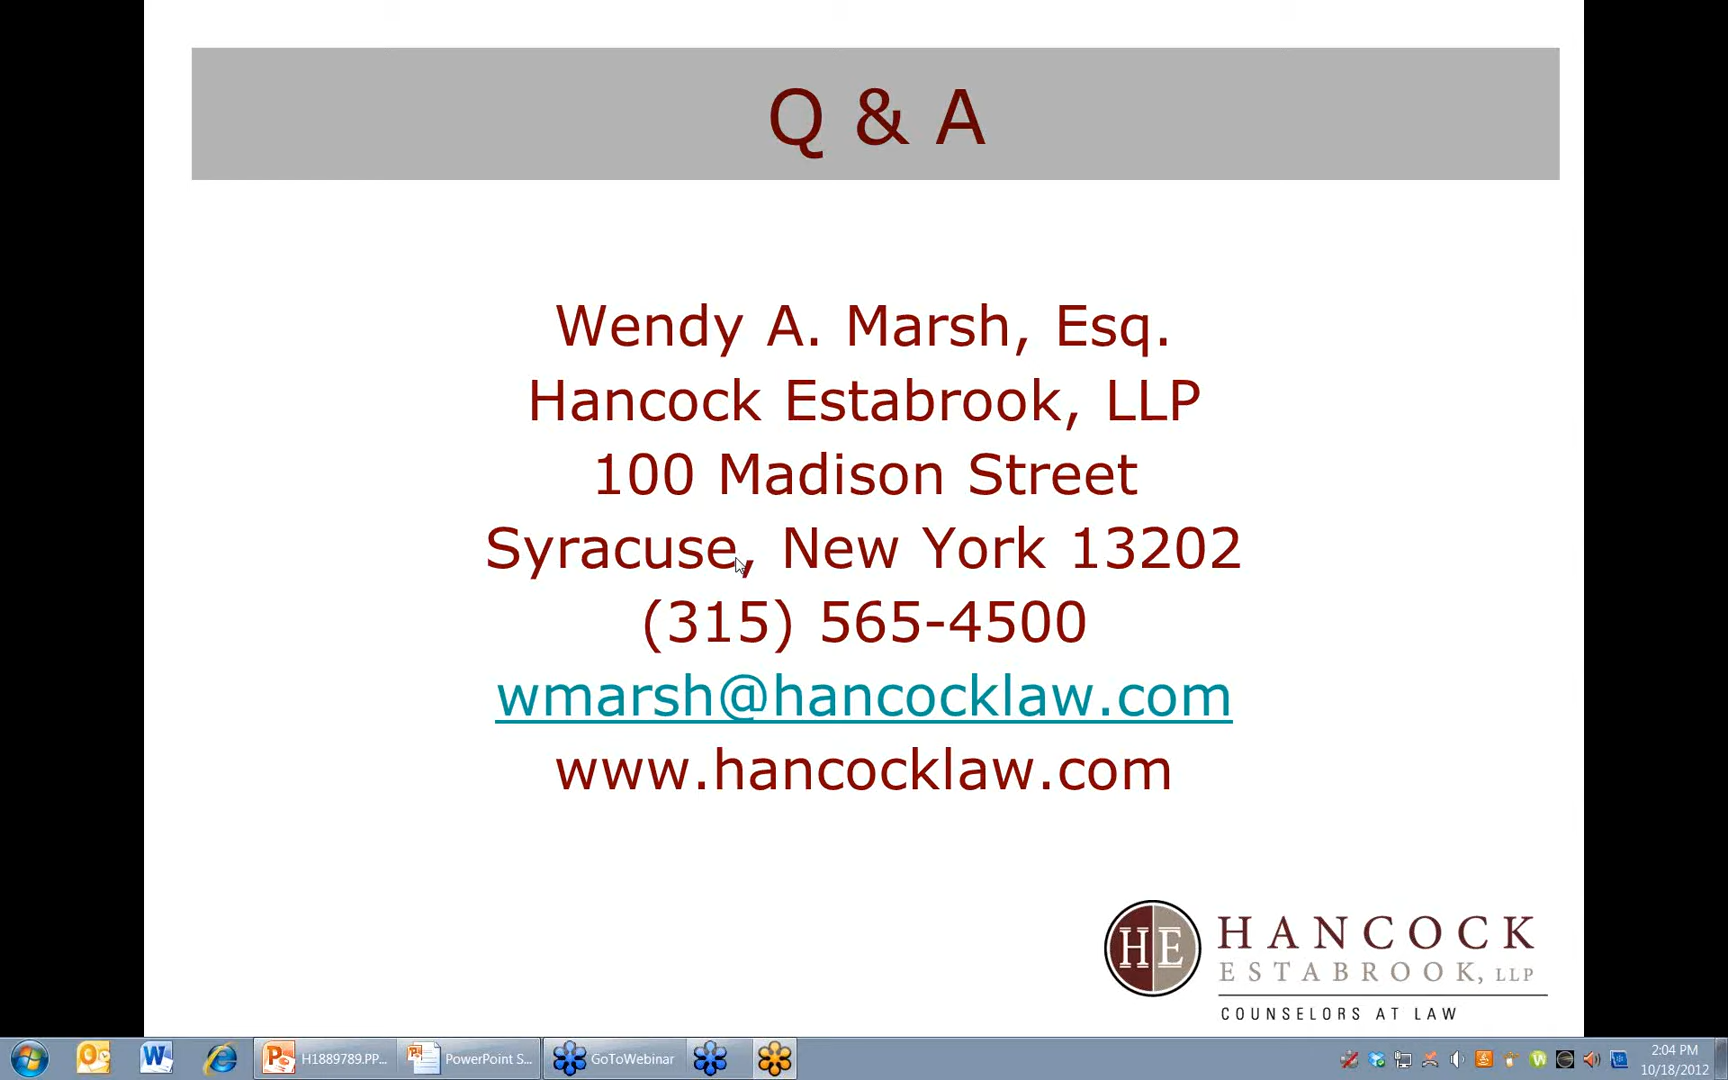 Q & A
Wendy A. Marsh, Esq.
Hancock Estabrook, LLP
100 Madison Street
Syracuse, New York 13202
(315) 565-4500
wmarsh@hancocklaw.com
www.hancocklaw.com
HE
HANCOCK
ESTABROOK, LLP
COUNSELORS AT LAW
H1889789.PP... PowerPoint S... GoToWebinar
2:04 PM
10/18/2012